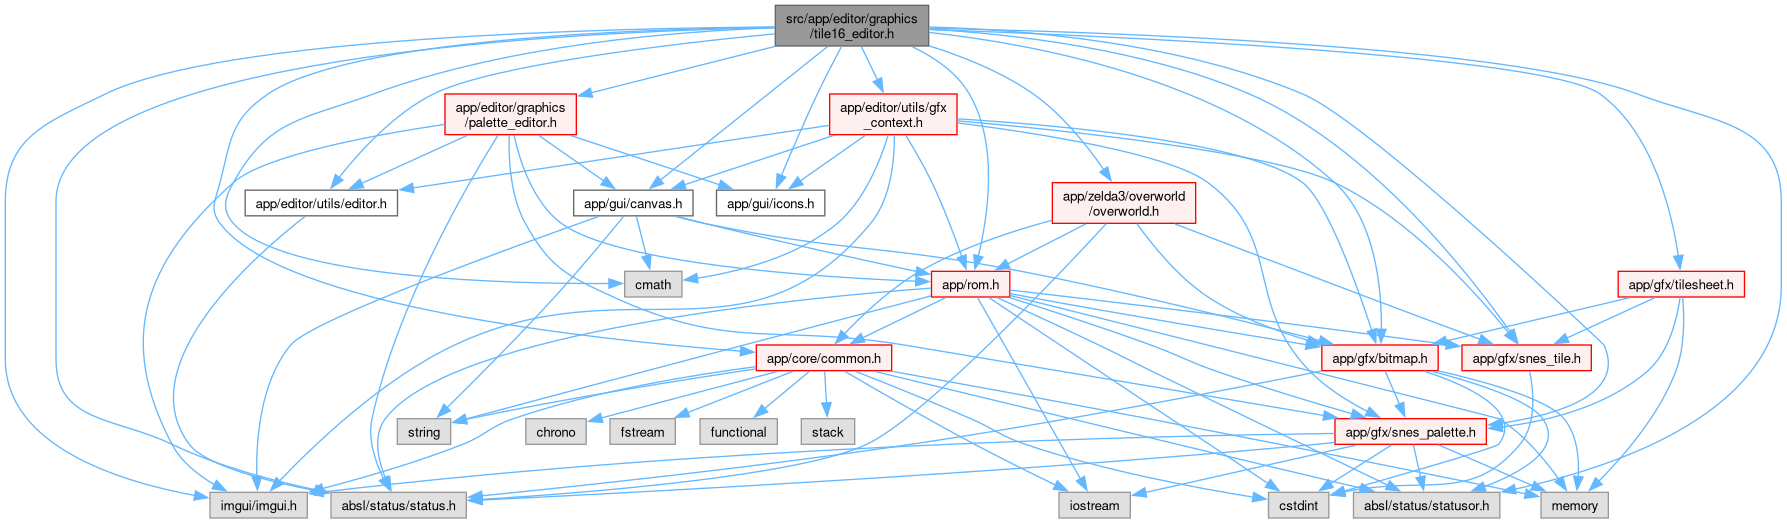 src/app/editor/graphics
/tile16_editor.h
app/editor/graphics
/palette_editor.h
app/editor/utils/gfx
_context.h
app/editor/utils/editor.h
app/gui/canvas.h
app/gui/icons.h
app/zelda3/overworld
/overworld.h
cmath
app/rom.h
app/gfx/tilesheet.h
app/core/common.h
app/gfx/bitmap.h
app/gfx/snes_tile.h
string
chrono
fstream
functional
stack
app/gfx/snes_palette.h
imgui/imgui.h
absl/status/status.h
iostream
cstdint
absl/status/statusor.h
memory